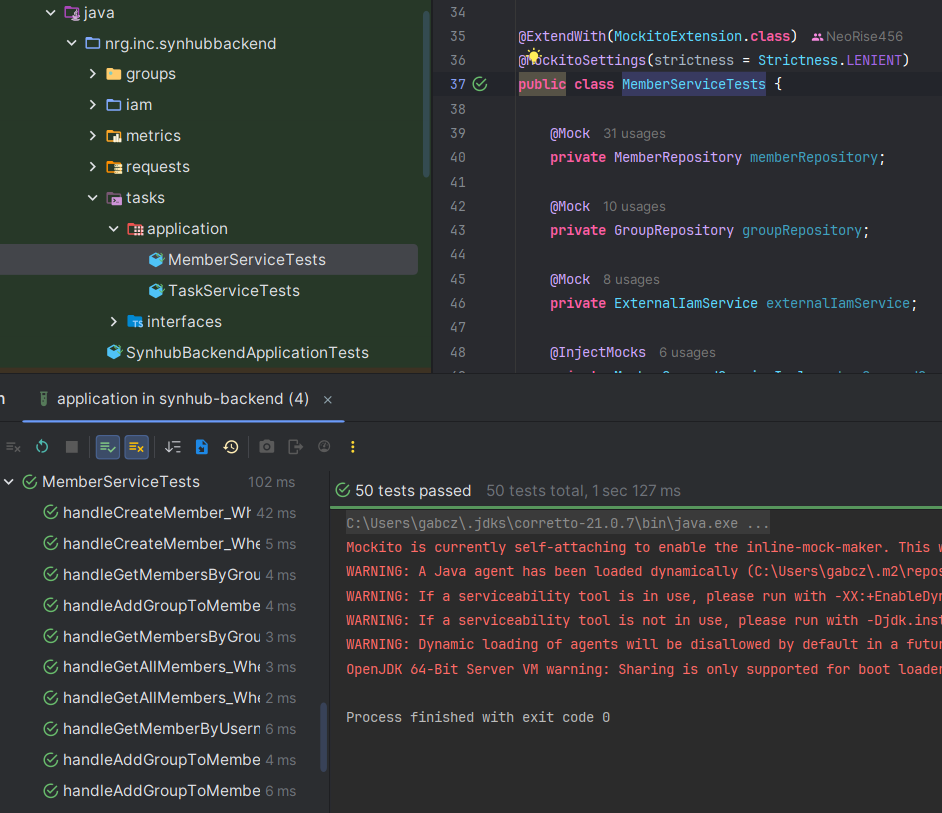 java
nrg.inc.synhubbackend
groups
iam
metrics
requests
tasks
application
MemberServiceTests
TaskServiceTests
interfaces
SynhubBackendApplicationTests
34
35 @ExtendWith(MockitoExtension.class) NeoRise456
36 @MockitoSettings(strictness = Strictness.LENIENT)
37 public class MemberServiceTests {
38
39 @Mock 31 usages
40 private MemberRepository memberRepository;
41
42 @Mock 10 usages
43 private GroupRepository groupRepository;
44
45 @Mock 8 usages
46 private ExternalIamService externalIamService;
47
48 @InjectMocks 6 usages
application in synhub-backend (4)
MemberServiceTests 102 ms
handleCreateMember_Wh 42 ms
handleCreateMember_Whe 5 ms
handleGetMembersByGrou 4 ms
handleAddGroupToMembe 4 ms
handleGetMembersByGrou 3 ms
handleGetAllMembers_Whe 3 ms
handleGetAllMembers_Whe 2 ms
handleGetMemberByUsern 6 ms
handleAddGroupToMembe 4 ms
handleAddGroupToMembe 6 ms
50 tests passed 50 tests total, 1 sec 127 ms
C:\Users\gabcz\.jdks\corretto-21.0.7\bin\java.exe ...
Mockito is currently self-attaching to enable the inline-mock-maker. This w
WARNING: A Java agent has been loaded dynamically (C:\Users\gabcz\.m2\repos
WARNING: If a serviceability tool is in use, please run with -XX:+EnableDyn
WARNING: If a serviceability tool is not in use, please run with -Djdk.inst
WARNING: Dynamic loading of agents will be disallowed by default in a futur
OpenJDK 64-Bit Server VM warning: Sharing is only supported for boot loader
Process finished with exit code 0